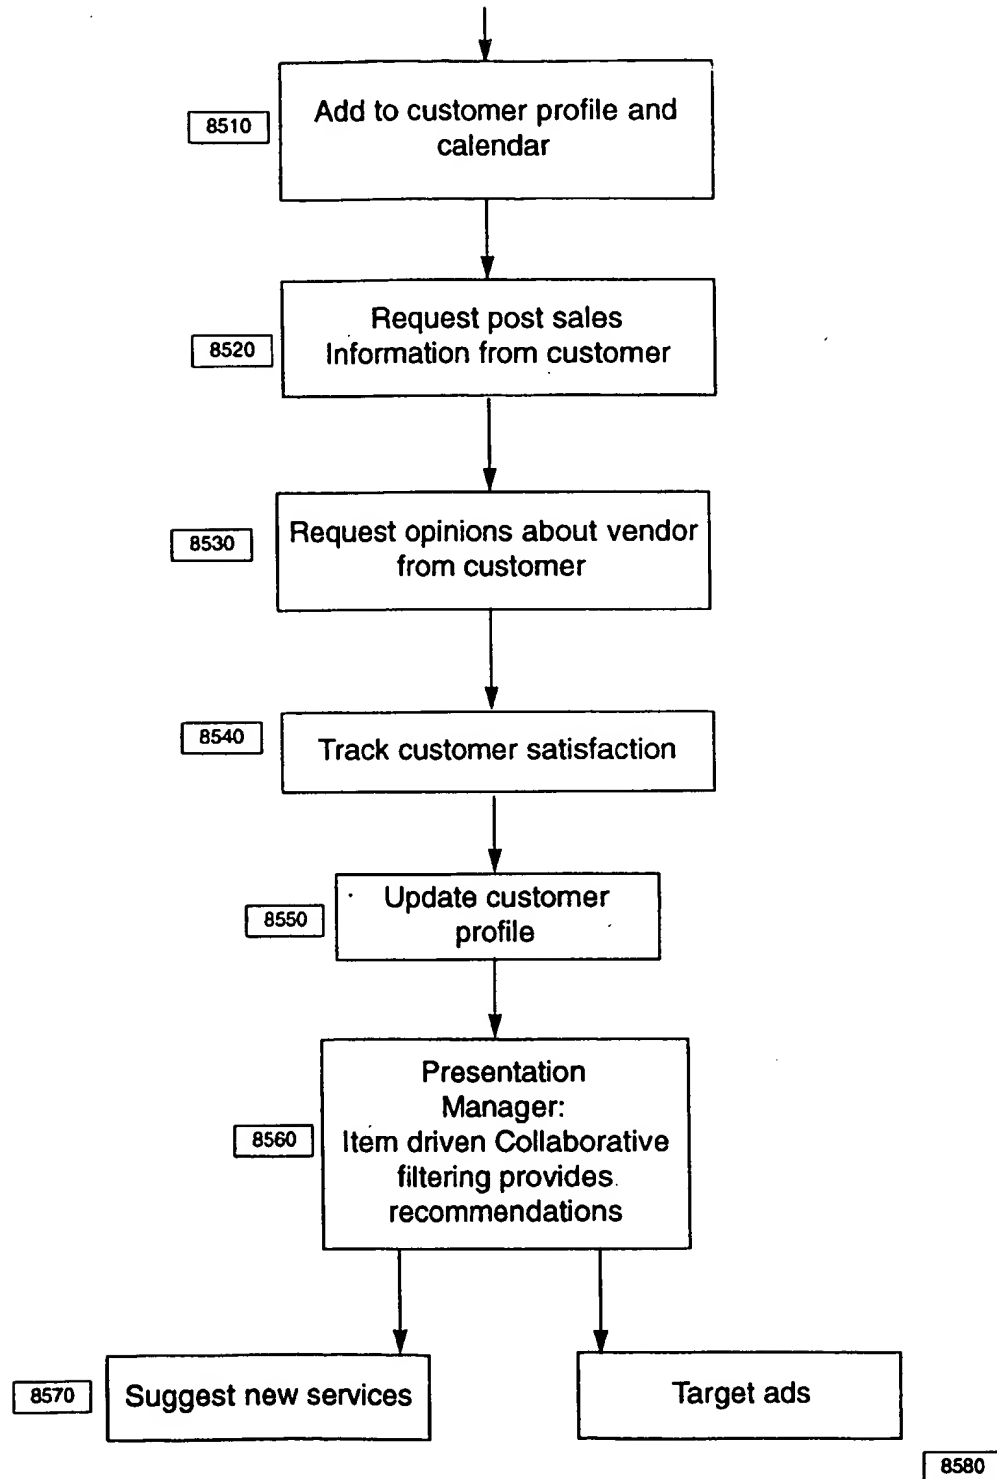 8510
Add to customer profile and
calendar
8520
Request post sales
Information from customer
8530
Request opinions about vendor
from customer
8540
Track customer satisfaction
8550
Update customer
profile
8560
Presentation
Manager:
Item driven Collaborative
filtering provides
recommendations
8570
Suggest new services
Target ads
8580